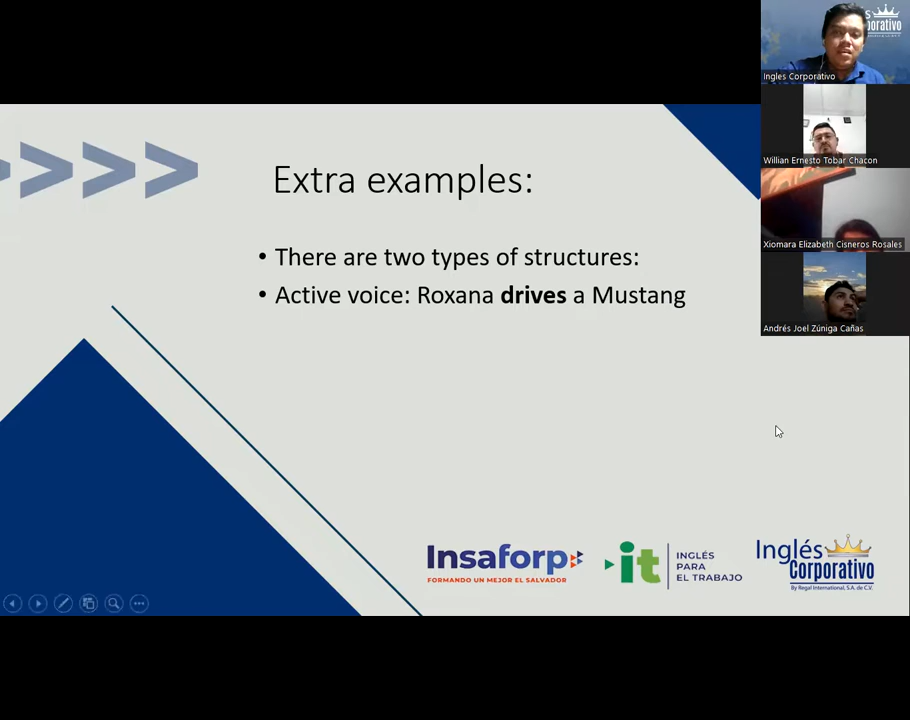 Extra examples:
• There are two types of structures:
• Active voice: Roxana drives a Mustang
Insaforp
FORMANDO UN MEJOR EL SALVADOR
it
INGLÉS
PARA
EL TRABAJO
Inglés
Corporativo
By Regal International, S.A. de C.V.
Ingles Corporativo
Willian Ernesto Tobar Chacon
Xiomara Elizabeth Cisneros Rosales
Andrés Joel Zúniga Cañas